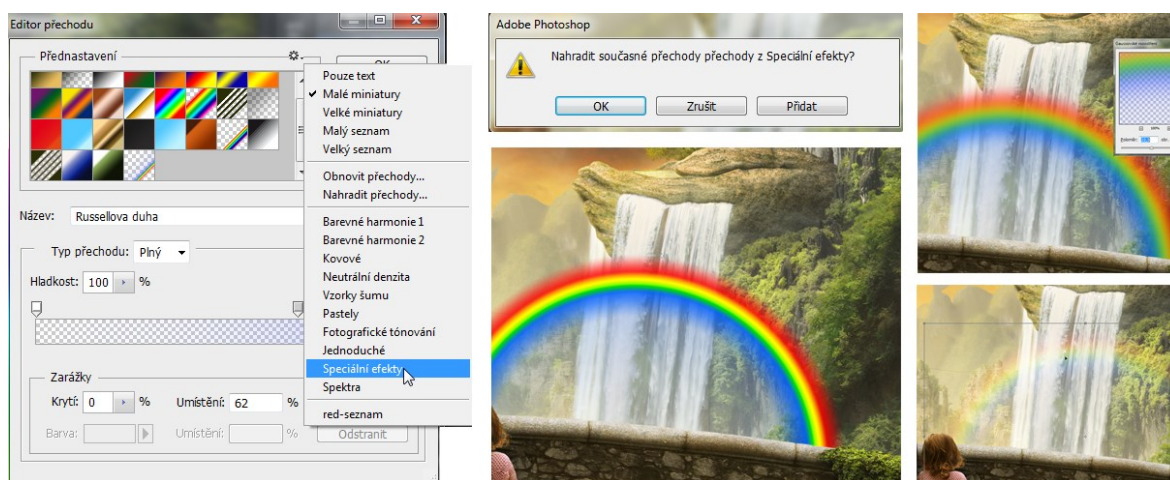 Editor přechodu
Přednastavení
OK
Pouze text
Malé miniatury
Velké miniatury
Malý seznam
Velký seznam
Obnovit přechody...
Nahradit přechody...
Barevné harmonie 1
Barevné harmonie 2
Kovové
Neutrální denzita
Vzorky šumu
Pastely
Fotografické tónování
Jednoduché
Speciální efekty
Spektra
red-seznam
Název: Russellova duha
Typ přechodu: Plný
Hladkost: 100 %
Zarážky
Krytí: 0 % Umístění: 62 %
Barva: Umístění: % Odstranit
Adobe Photoshop
Nahradit současné přechody přechody z Speciální efekty?
OK Zrušit Přidat
100%